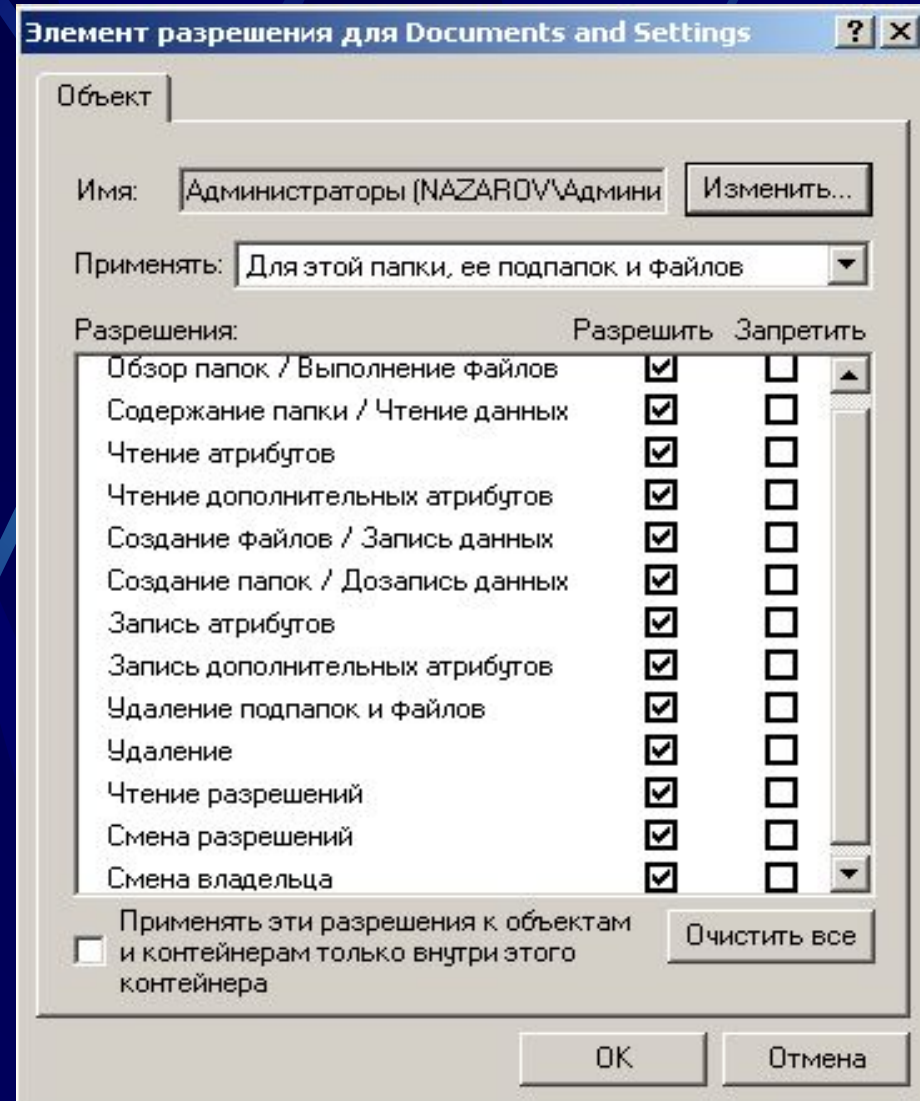 Элемент разрешения для Documents and Settings
Объект
Имя: Администраторы (NAZAROV\Админи Изменить...
Применять: Для этой папки, ее подпапок и файлов
Разрешения: Разрешить Запретить
Обзор папок / Выполнение файлов
Содержание папки / Чтение данных
Чтение атрибутов
Чтение дополнительных атрибутов
Создание файлов / Запись данных
Создание папок / Дозапись данных
Запись атрибутов
Запись дополнительных атрибутов
Удаление подпапок и файлов
Удаление
Чтение разрешений
Смена разрешений
Смена владельца
Применять эти разрешения к объектам
и контейнерам только внутри этого
контейнера
Очистить все
OK Отмена